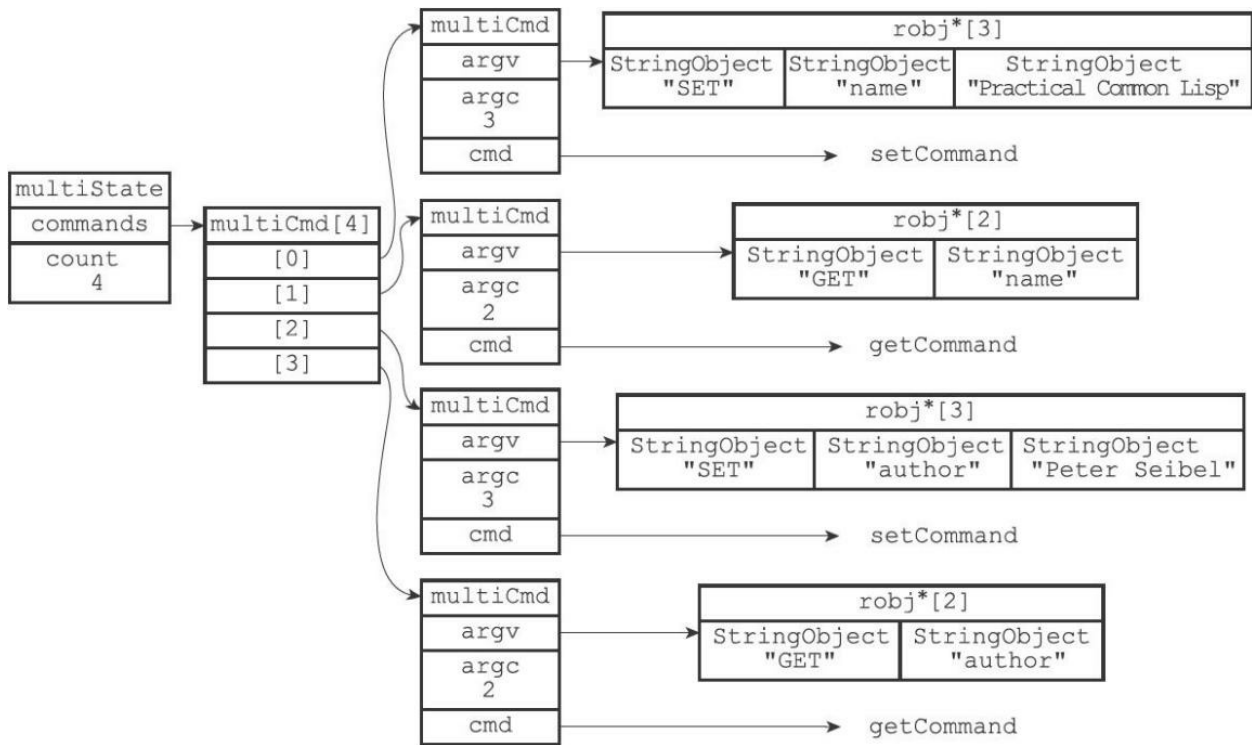 multiState
commands
count
4
multiCmd[4]
[0]
[1]
[2]
[3]
multiCmd
argv
argc
3
cmd
robj*[3]
StringObject
"SET"
StringObject
"name"
StringObject
"Practical Common Lisp"
setCommand
multiCmd
argv
argc
2
cmd
robj*[2]
StringObject
"GET"
StringObject
"name"
getCommand
multiCmd
argv
argc
3
cmd
robj*[3]
StringObject
"SET"
StringObject
"author"
StringObject
"Peter Seibel"
setCommand
multiCmd
argv
argc
2
cmd
robj*[2]
StringObject
"GET"
StringObject
"author"
getCommand